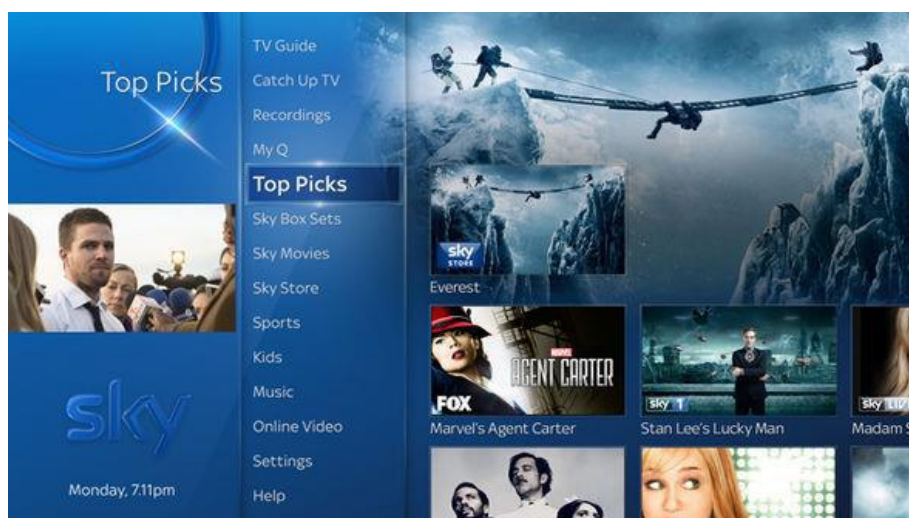 Top Picks
TV Guide
Catch Up TV
Recordings
My Q
Top Picks
Sky Box Sets
Sky Movies
Sky Store
Sports
Kids
Music
Online Video
Settings
Help
sky
Monday, 7.11pm
sky
STORE
Everest
MARVEL
AGENT CARTER
FOX
Marvel's Agent Carter
sky 1
Stan Lee's Lucky Man
sky LIV
Madam S